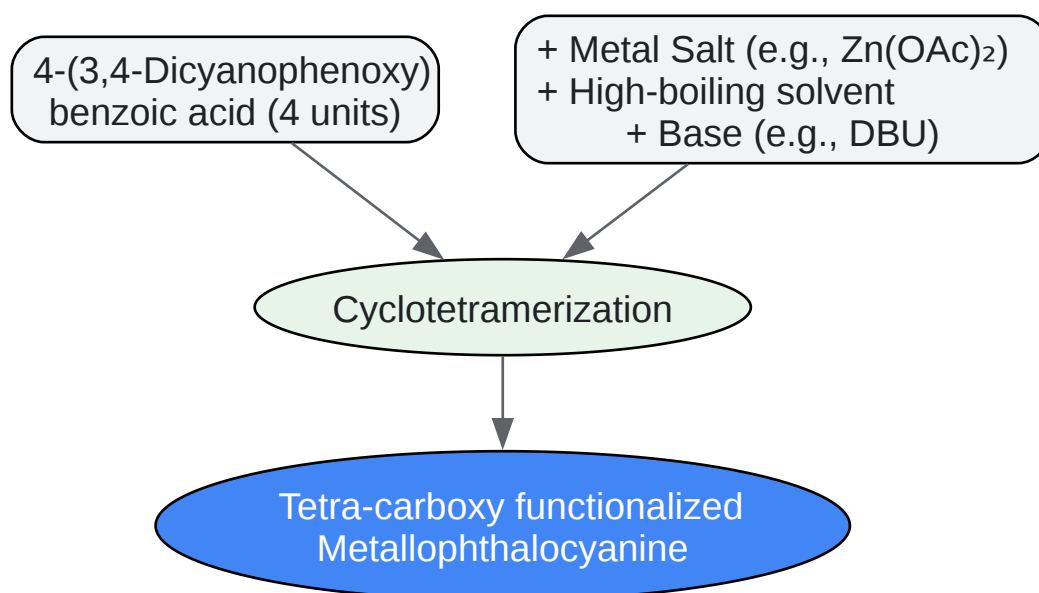 4-(3,4-Dicyanophenoxy)
benzoic acid (4 units)
+ Metal Salt (e.g., Zn(OAc)₂)
+ High-boiling solvent
+ Base (e.g., DBU)
Cyclotetramerization
Tetra-carboxy functionalized
Metallophthalocyanine